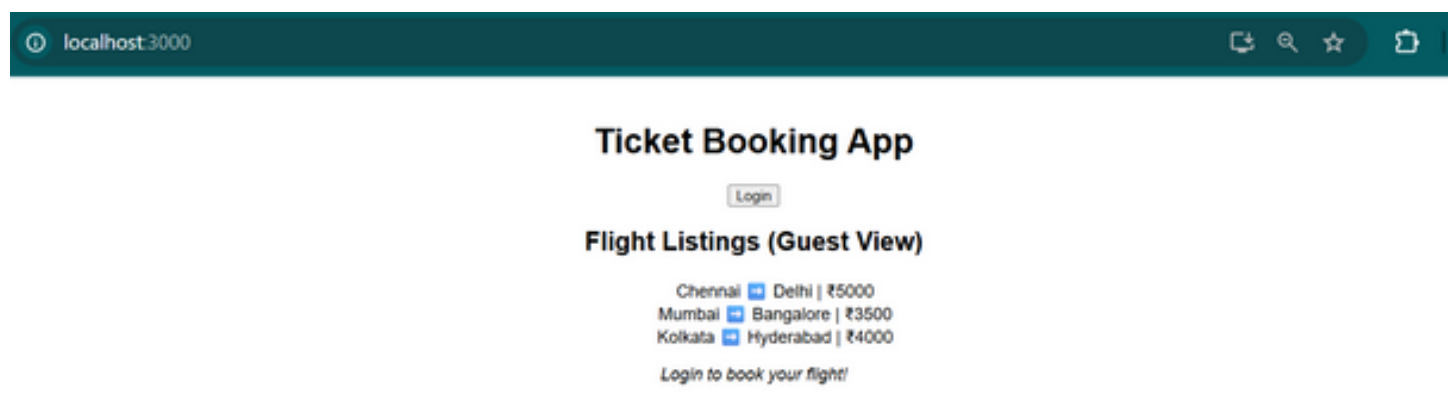 localhost:3000
Ticket Booking App
Login
Flight Listings (Guest View)
Chennai ➡️ Delhi | ₹5000
Mumbai ➡️ Bangalore | ₹3500
Kolkata ➡️ Hyderabad | ₹4000
Login to book your flight!